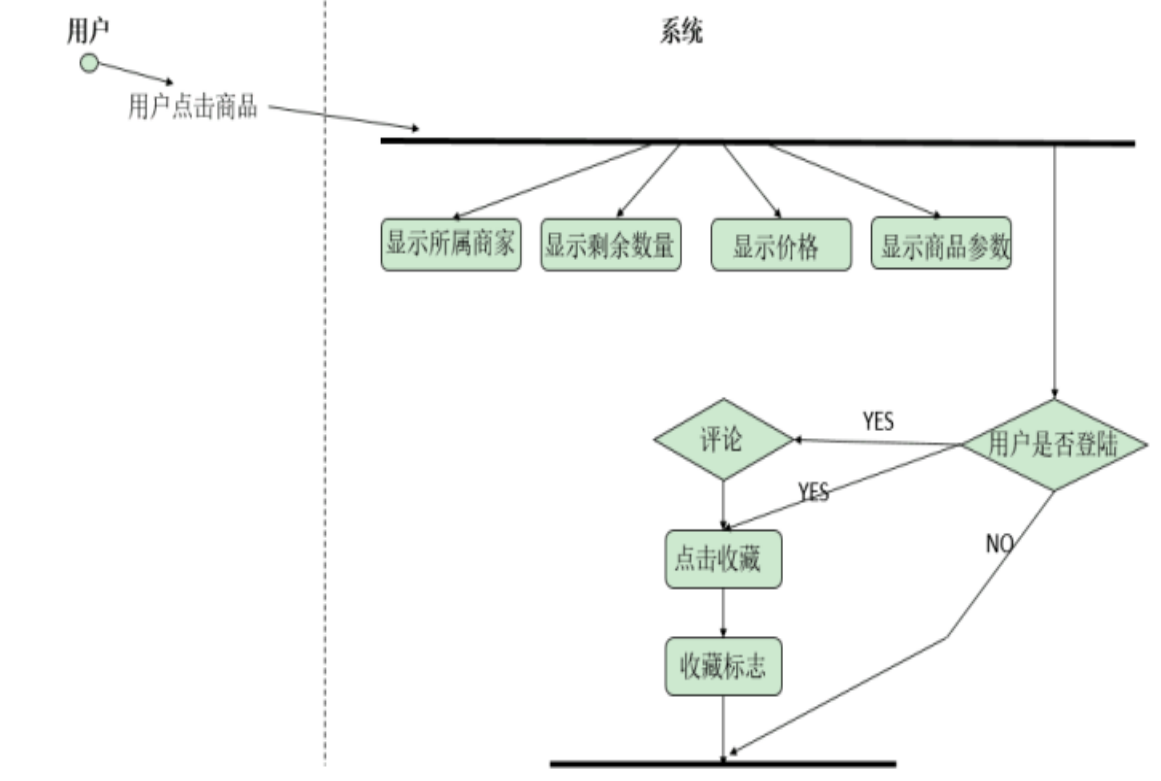 用户
系统
用户点击商品
显示所属商家
显示剩余数量
显示价格
显示商品参数
YES
评论
用户是否登陆
YES
NO
点击收藏
收藏标志